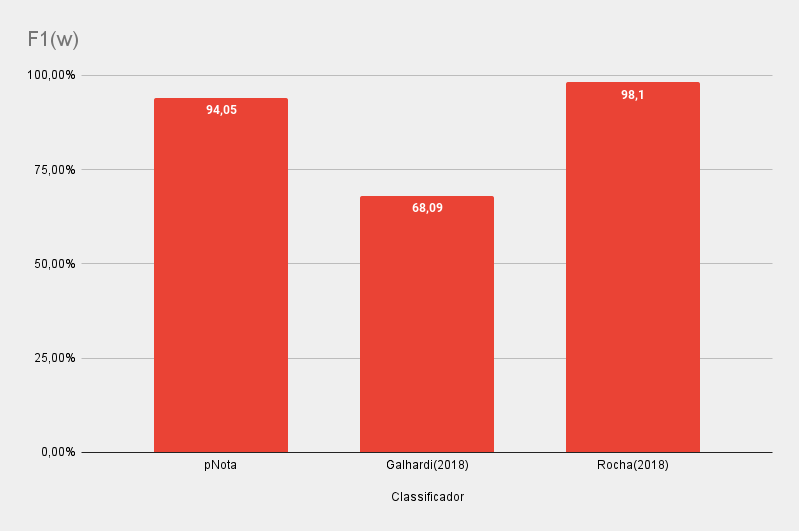 F1(w)
100,00%
94,05
98,1
75,00%
68,09
50,00%
25,00%
0,00%
pNota
Galhardi(2018)
Rocha(2018)
Classificador